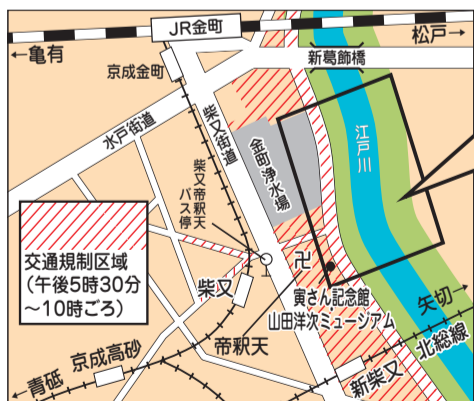 JR金町
←亀有
松戸→
京成金町
新葛飾橋
水戸街道
柴又街道
金町浄水場
江戸川
柴又帝釈天
バス停
交通規制区域
(午後5時30分
～10時ごろ)
柴又
卍
寅さん記念館
山田洋次ミュージアム
帝釈天
矢切→
北総線
新柴又
京成高砂
←青砥